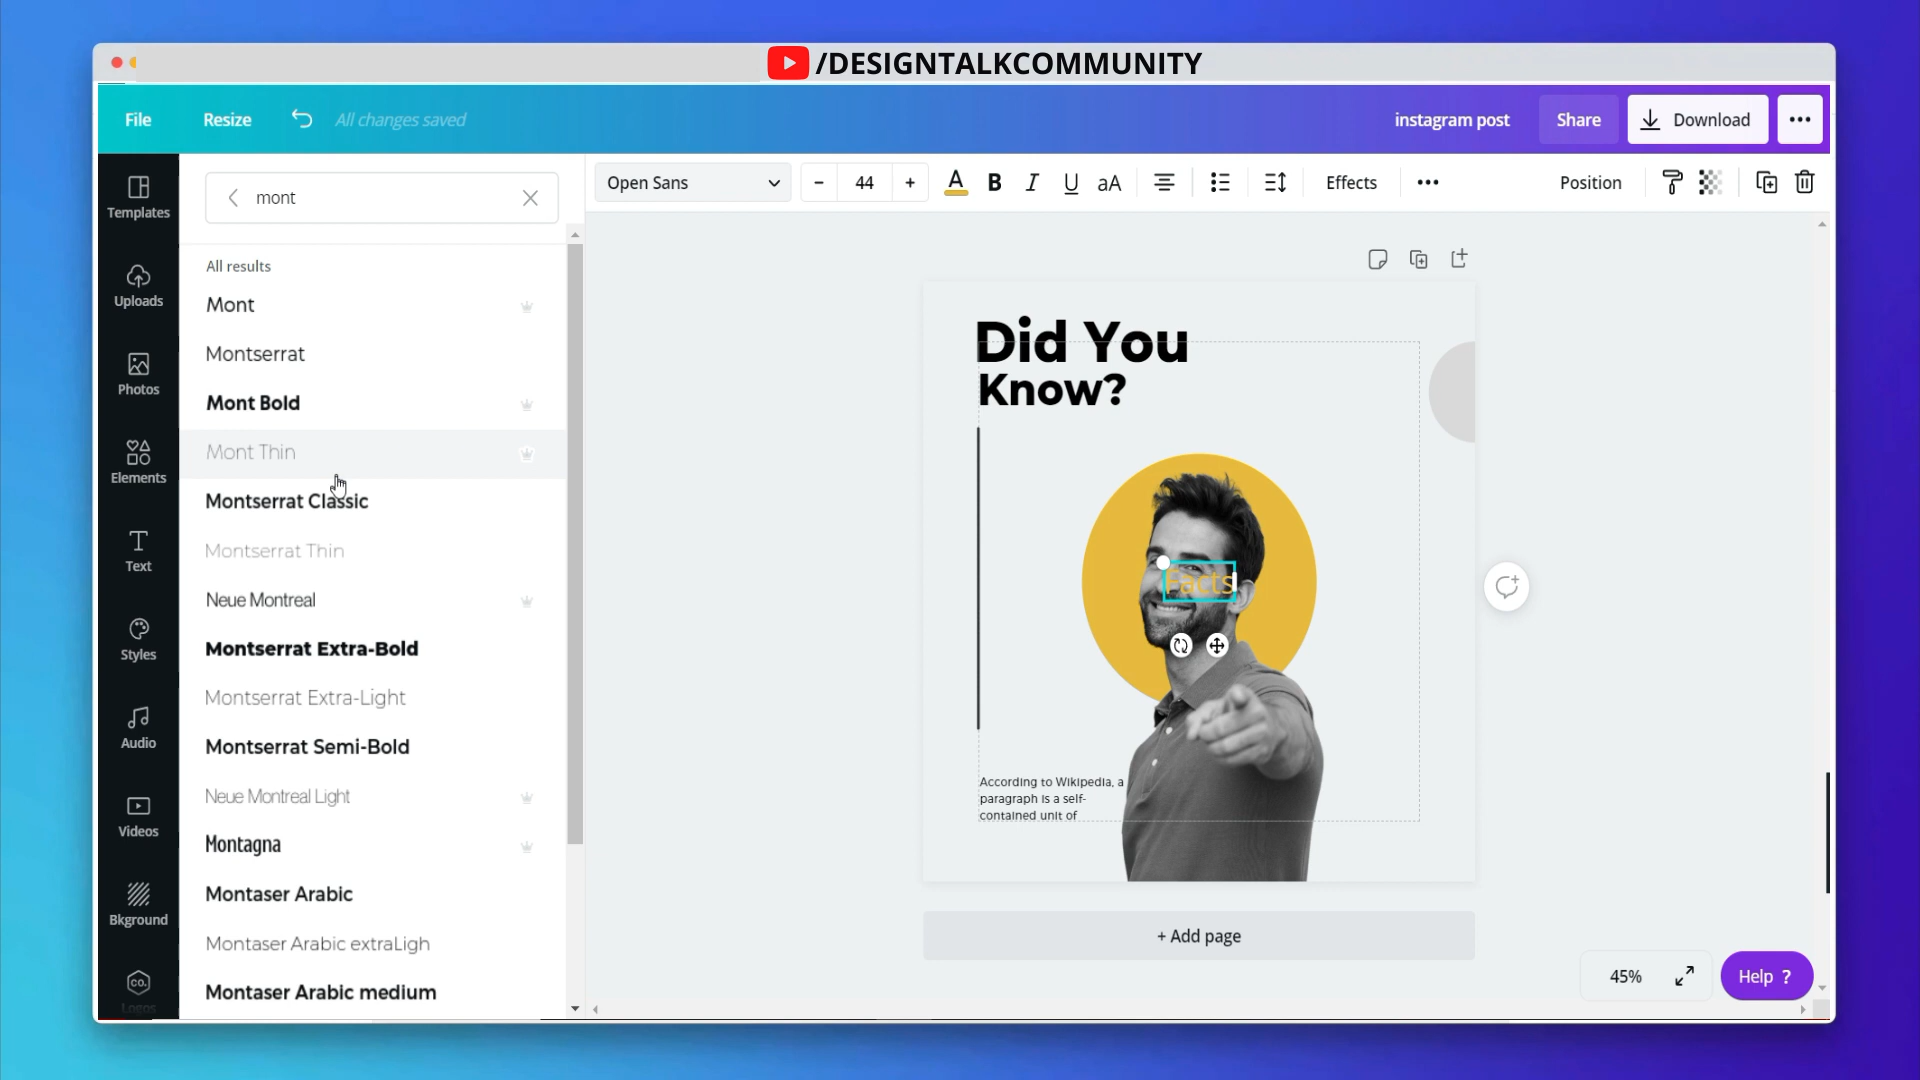 /DESIGNTALKCOMMUNITY
File
Resize
All changes saved
instagram post
Share
Download
Templates
Uploads
Photos
Elements
Text
Styles
Audio
Videos
Bkground
co.
Logos
mont
All results
Mont
Montserrat
Mont Bold
Mont Thin
Montserrat Classic
Montserrat Thin
Neue Montreal
Montserrat Extra-Bold
Montserrat Extra-Light
Montserrat Semi-Bold
Neue Montreal Light
Montagna
Montaser Arabic
Montaser Arabic extraLigh
Montaser Arabic medium
Open Sans
− 44 +
A B I U aA
Effects
Position
Did You
Know?
Facts
According to Wikipedia, a
paragraph is a self-
contained unit of
+ Add page
45%
Help ?